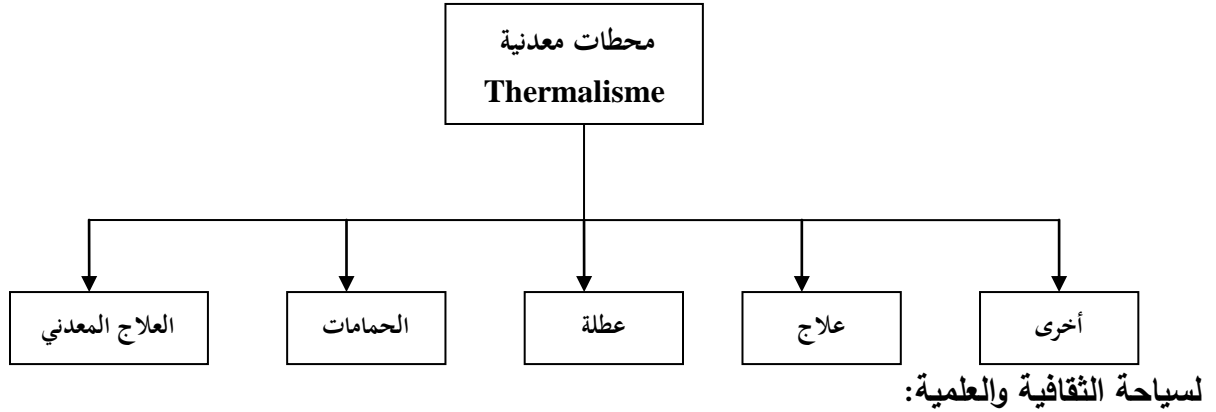 محطات معدنية
Thermalisme
أخرى
علاج
عطلة
الحمامات
العلاج المعدني
لسياحة الثقافية والعلمية: